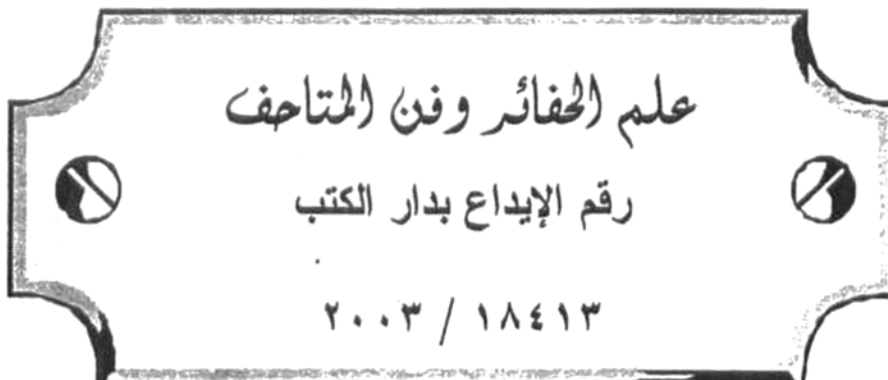 علم الحفائر وفن المتاحف
رقم الإيداع بدار الكتب
١٨٤١٣ / ٢٠٠٣